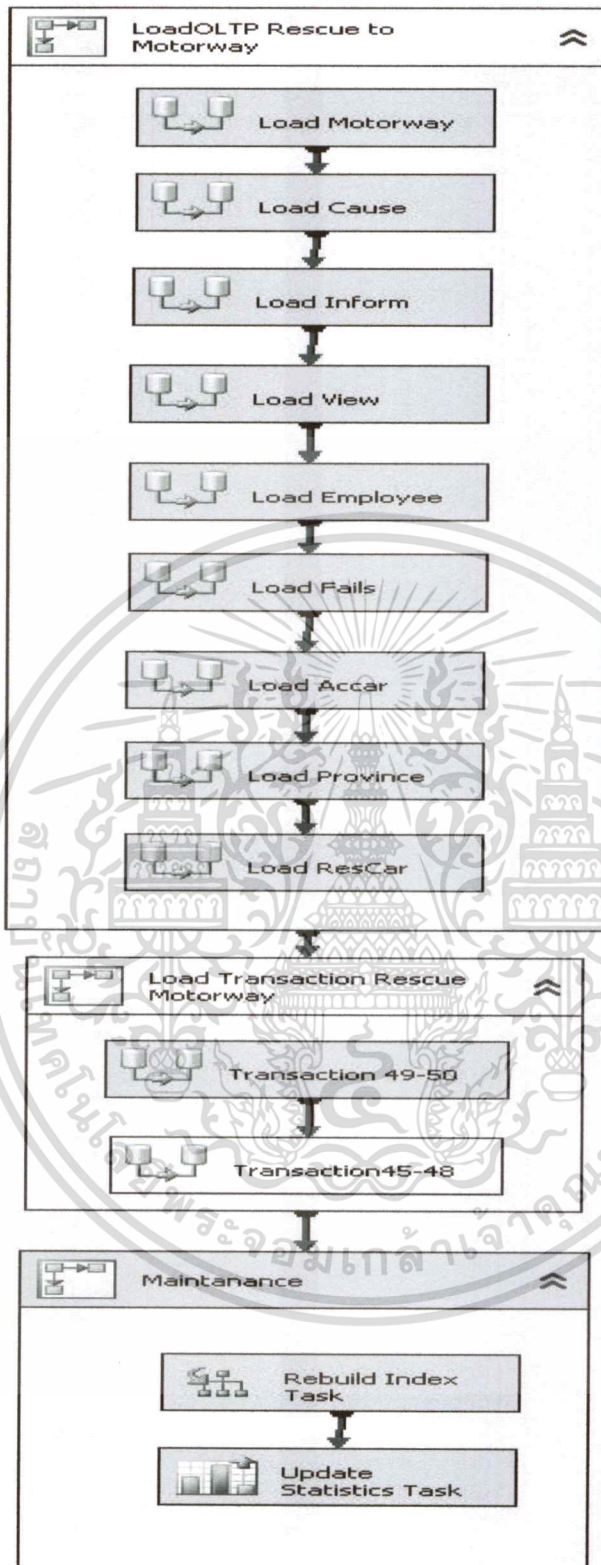 LoadOLTP Rescue to
Motorway
Load Motorway
Load Cause
Load Inform
Load View
Load Employee
Load Fails
Load Accar
Load Province
Load ResCar
Load Transaction Rescue
Motorway
Transaction 49-50
Transaction45-48
Maintanance
Rebuild Index
Task
Update
Statistics Task